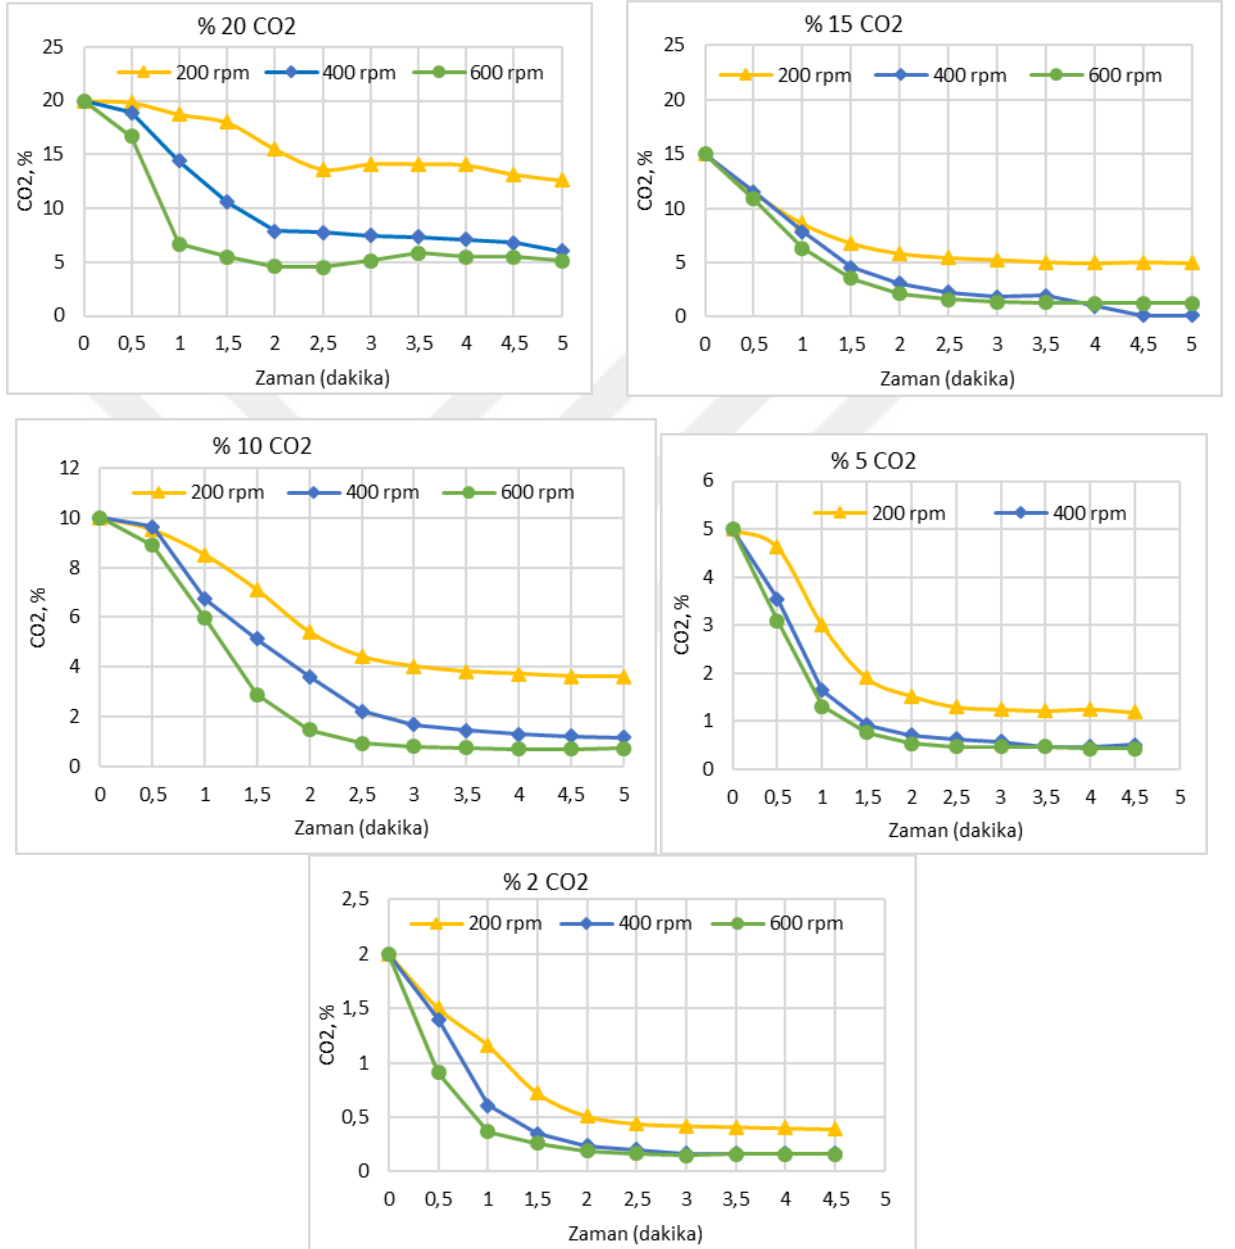 % 20 CO2
25
200 rpm 400 rpm 600 rpm
20
15
10
5
0
CO2, %
0 0,5 1 1,5 2 2,5 3 3,5 4 4,5 5
Zaman (dakika)
% 15 CO2
25
200 rpm 400 rpm 600 rpm
20
15
10
5
0
CO2, %
0 0,5 1 1,5 2 2,5 3 3,5 4 4,5 5
Zaman (dakika)
% 10 CO2
12
200 rpm 400 rpm 600 rpm
10
8
6
4
2
0
CO2, %
0 0,5 1 1,5 2 2,5 3 3,5 4 4,5 5
Zaman (dakika)
% 5 CO2
6
200 rpm 400 rpm
5
4
3
2
1
0
CO2, %
0 0,5 1 1,5 2 2,5 3 3,5 4 4,5 5
Zaman (dakika)
% 2 CO2
2,5
200 rpm 400 rpm 600 rpm
2
1,5
1
0,5
0
CO2, %
0 0,5 1 1,5 2 2,5 3 3,5 4 4,5 5
Zaman (dakika)